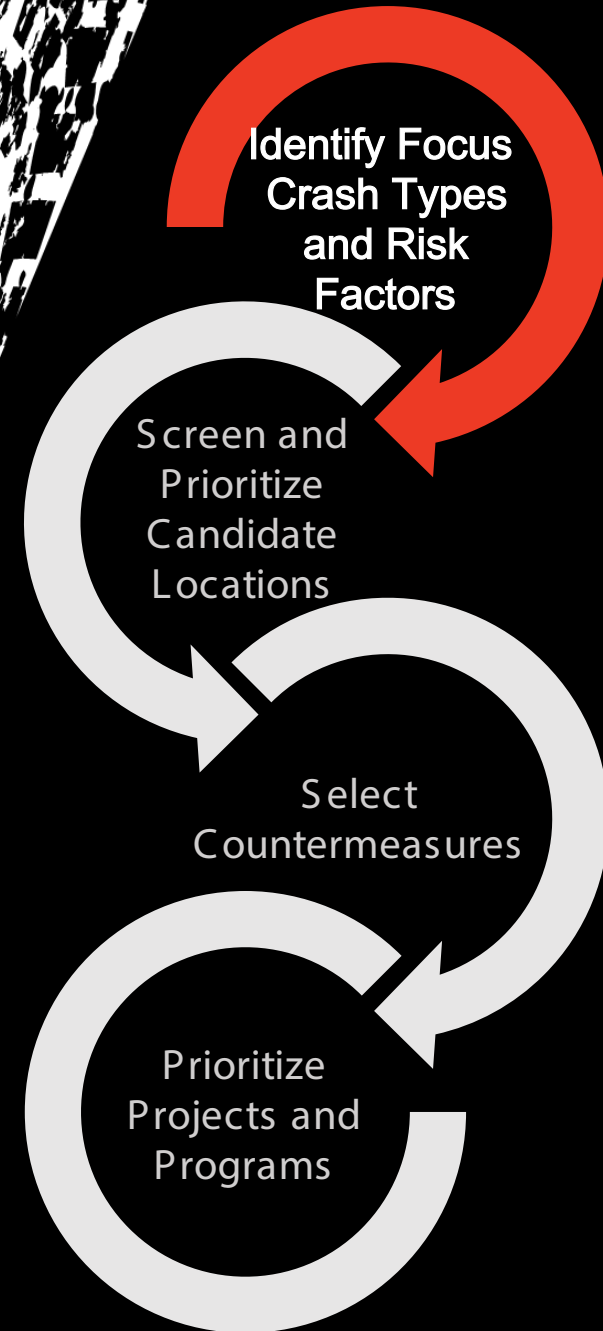 Identify Focus
Crash Types
and Risk
Factors
Screen and
Prioritize
Candidate
Locations
Select
Countermeasures
Prioritize
Projects and
Programs